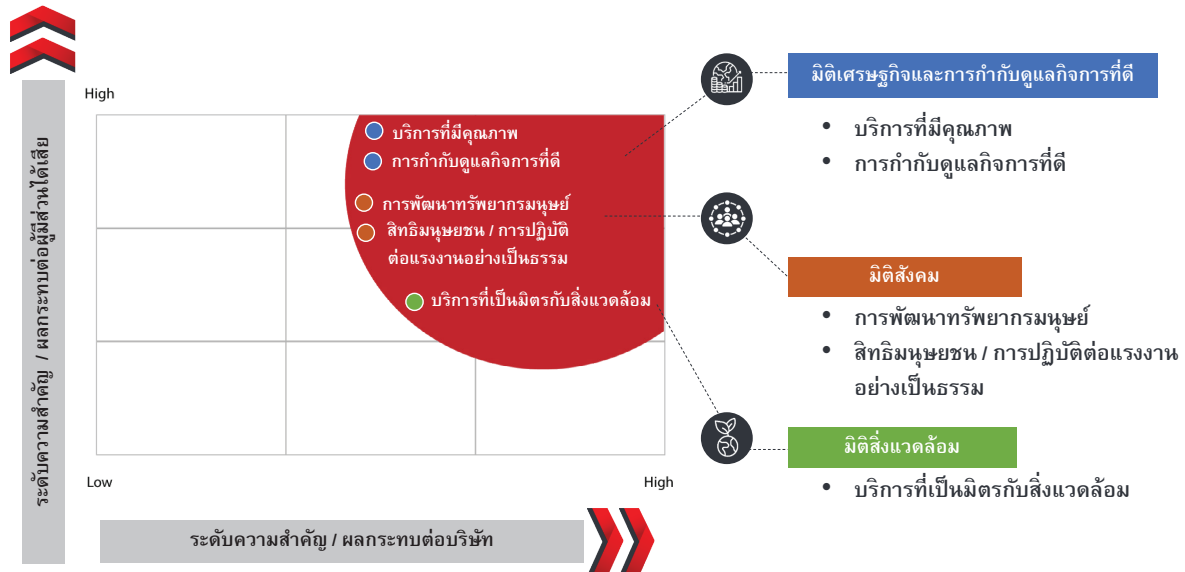 High
ระดับความสำคัญ / ผลกระทบต่อผู้มีส่วนได้เสีย
บริการที่มีคุณภาพ
การกำกับดูแลกิจการที่ดี
การพัฒนาทรัพยากรมนุษย์
สิทธิมนุษยชน / การปฏิบัติ
ต่อแรงงานอย่างเป็นธรรม
บริการที่เป็นมิตรกับสิ่งแวดล้อม
Low
High
ระดับความสำคัญ / ผลกระทบต่อบริษัท
มิติเศรษฐกิจและการกำกับดูแลกิจการที่ดี
• บริการที่มีคุณภาพ
• การกำกับดูแลกิจการที่ดี
มิติสังคม
• การพัฒนาทรัพยากรมนุษย์
• สิทธิมนุษยชน / การปฏิบัติต่อแรงงาน
อย่างเป็นธรรม
มิติสิ่งแวดล้อม
• บริการที่เป็นมิตรกับสิ่งแวดล้อม